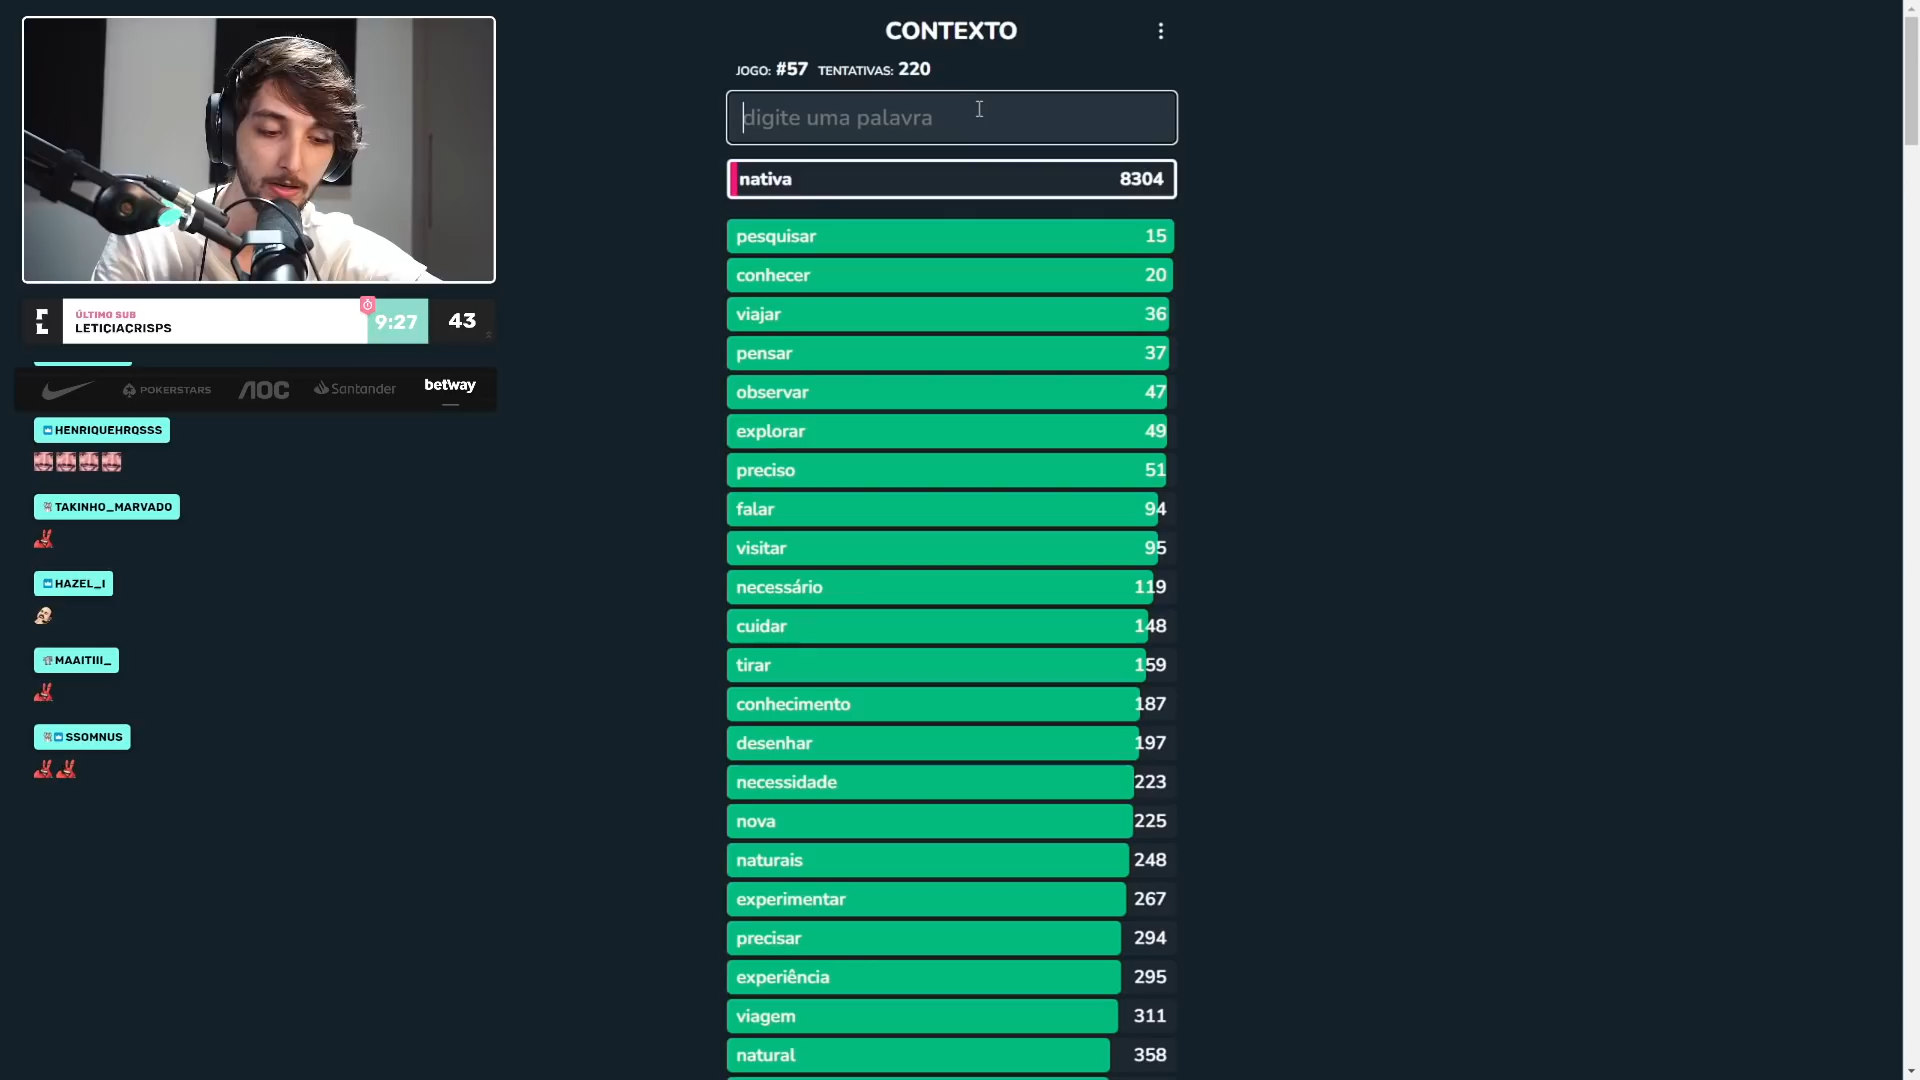 CONTEXTO
JOGO: #57 TENTATIVAS: 220
digite uma palavra
nativa 8304
pesquisar 15
conhecer 20
viajar 36
pensar 37
observar 47
explorar 49
preciso 51
falar 94
visitar 95
necessário 119
cuidar 148
tirar 159
conhecimento 187
desenhar 197
necessidade 223
nova 225
naturais 248
experimentar 267
precisar 294
experiência 295
viagem 311
natural 358
ÚLTIMO SUB
LETIÇIAÇRISPS
9:27
43
POKERSTARS
AOC
Santander
betway
HENRIQUEHRQSSS
TAKINHO_MARVADO
HAZEL_I
MAAITIII_
SSOMNUS